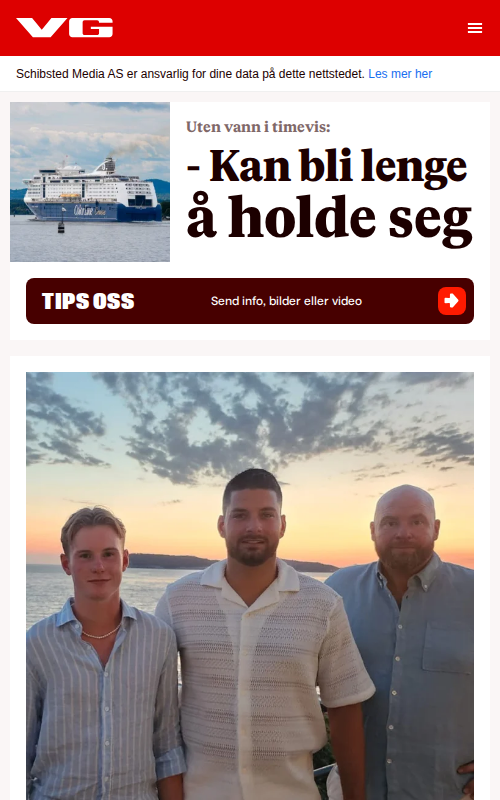 VG
Schibsted Media AS er ansvarlig for dine data på dette nettstedet. Les mer her
Uten vann i timevis:
- Kan bli lenge
å holde seg
Color Line
TIPS OSS
Send info, bilder eller video